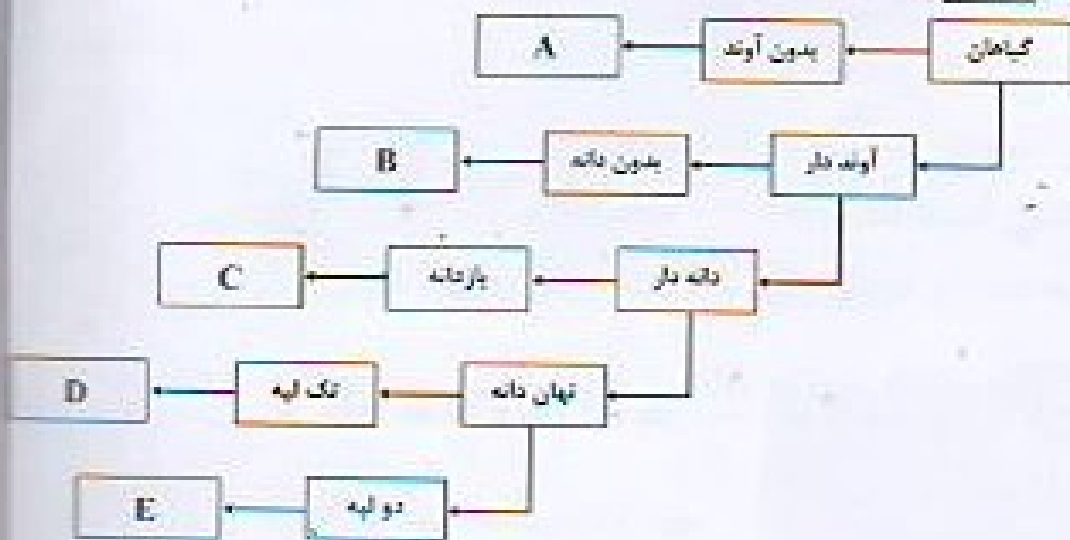 گیاهان بدون آوند A
آوند دار بدون دانه B
دانه دار بازدانه C
نهان دانه تک لپه D
دو لپه E